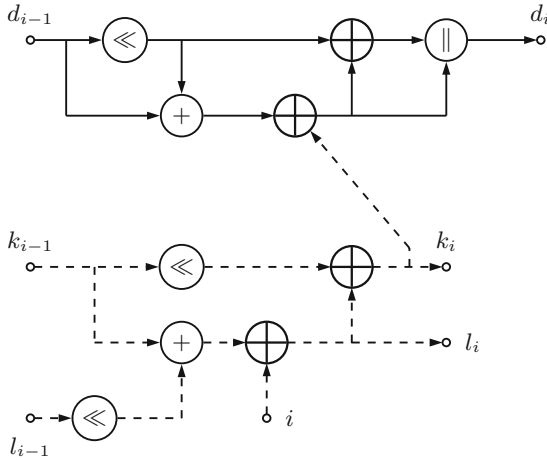 d_{i−1} d_i
≪ ||
+
k_{i−1} k_i
≪
+ l_i
≪
l_{i−1} i